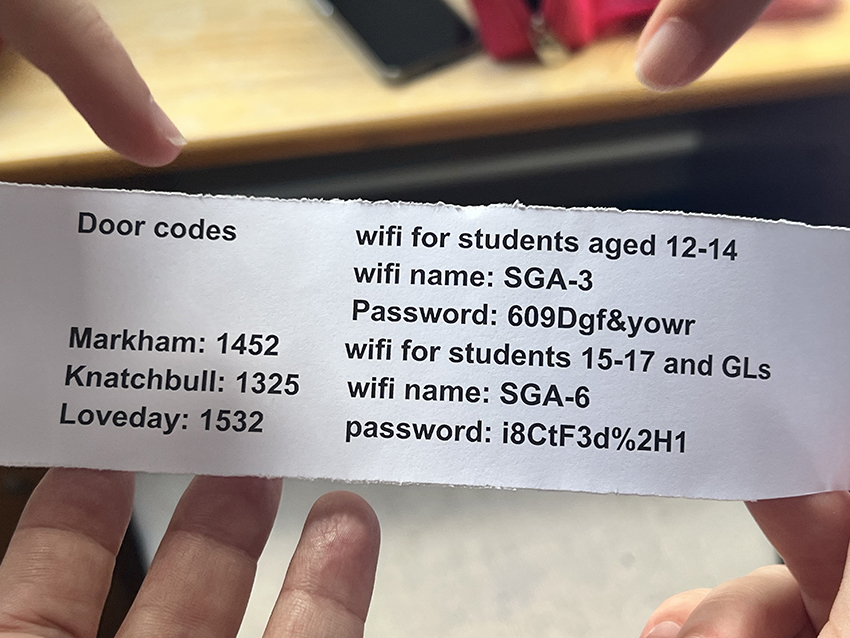 Door codes
Markham: 1452
Knatchbull: 1325
Loveday: 1532
wifi for students aged 12-14
wifi name: SGA-3
Password: 609Dgf&yowr
wifi for students 15-17 and GLs
wifi name: SGA-6
password: i8CtF3d%2H1